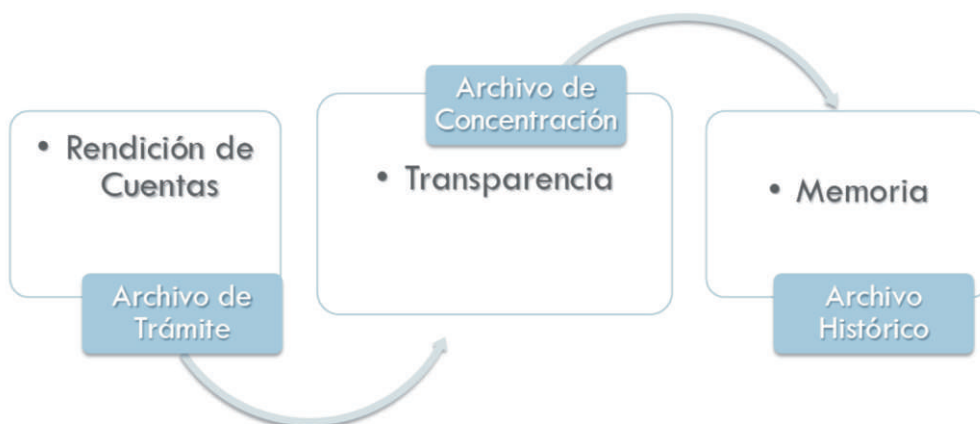 • Rendición de
Cuentas
Archivo de
Trámite
Archivo de
Concentración
• Transparencia
• Memoria
Archivo
Histórico